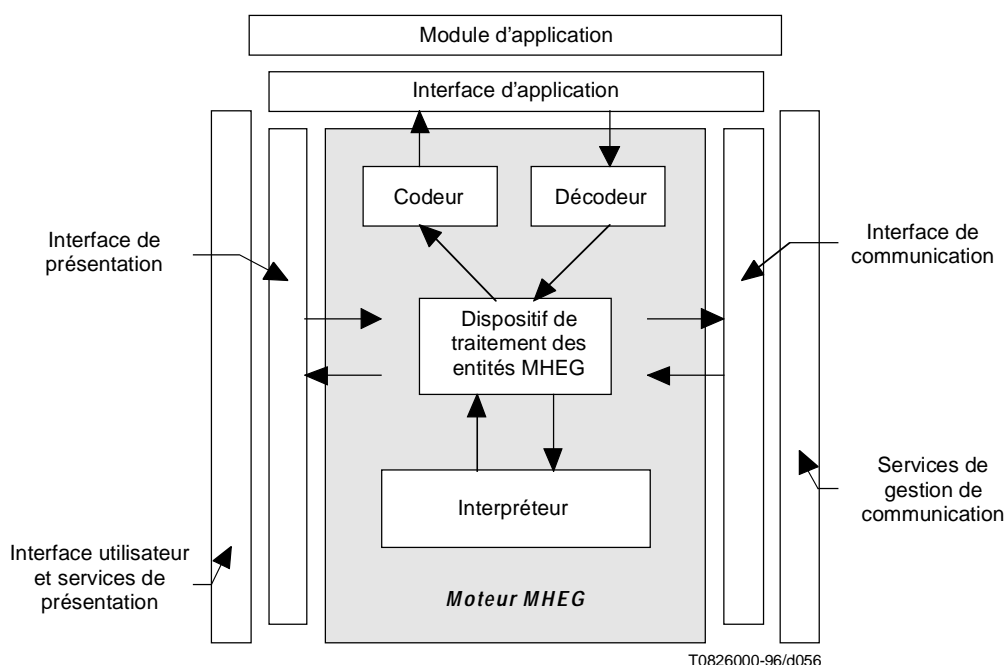 Module d'application
Interface d'application
Codeur
Décodeur
Interface de
présentation
Interface de
communication
Dispositif de
traitement des
entités MHEG
Services de
gestion de
communication
Interpréteur
Interface utilisateur
et services de
présentation
Moteur MHEG
T0826000-96/d056